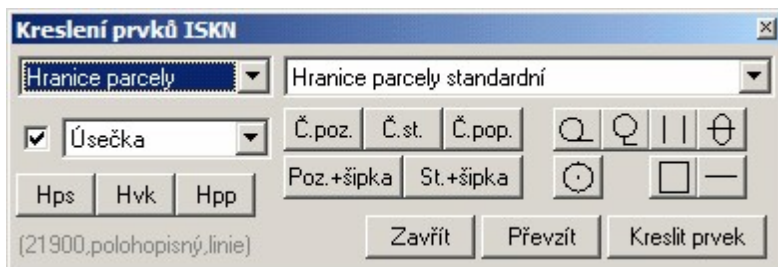 Kreslení prvků ISKN
Hranice parcely Hranice parcely standardní
Úsečka Č.poz. Č.st. Č.pop.
Poz.+šipka St.+šipka
Hps Hvk Hpp
(21900,polohopisný,linie) Zavřít Převzít Kreslit prvek